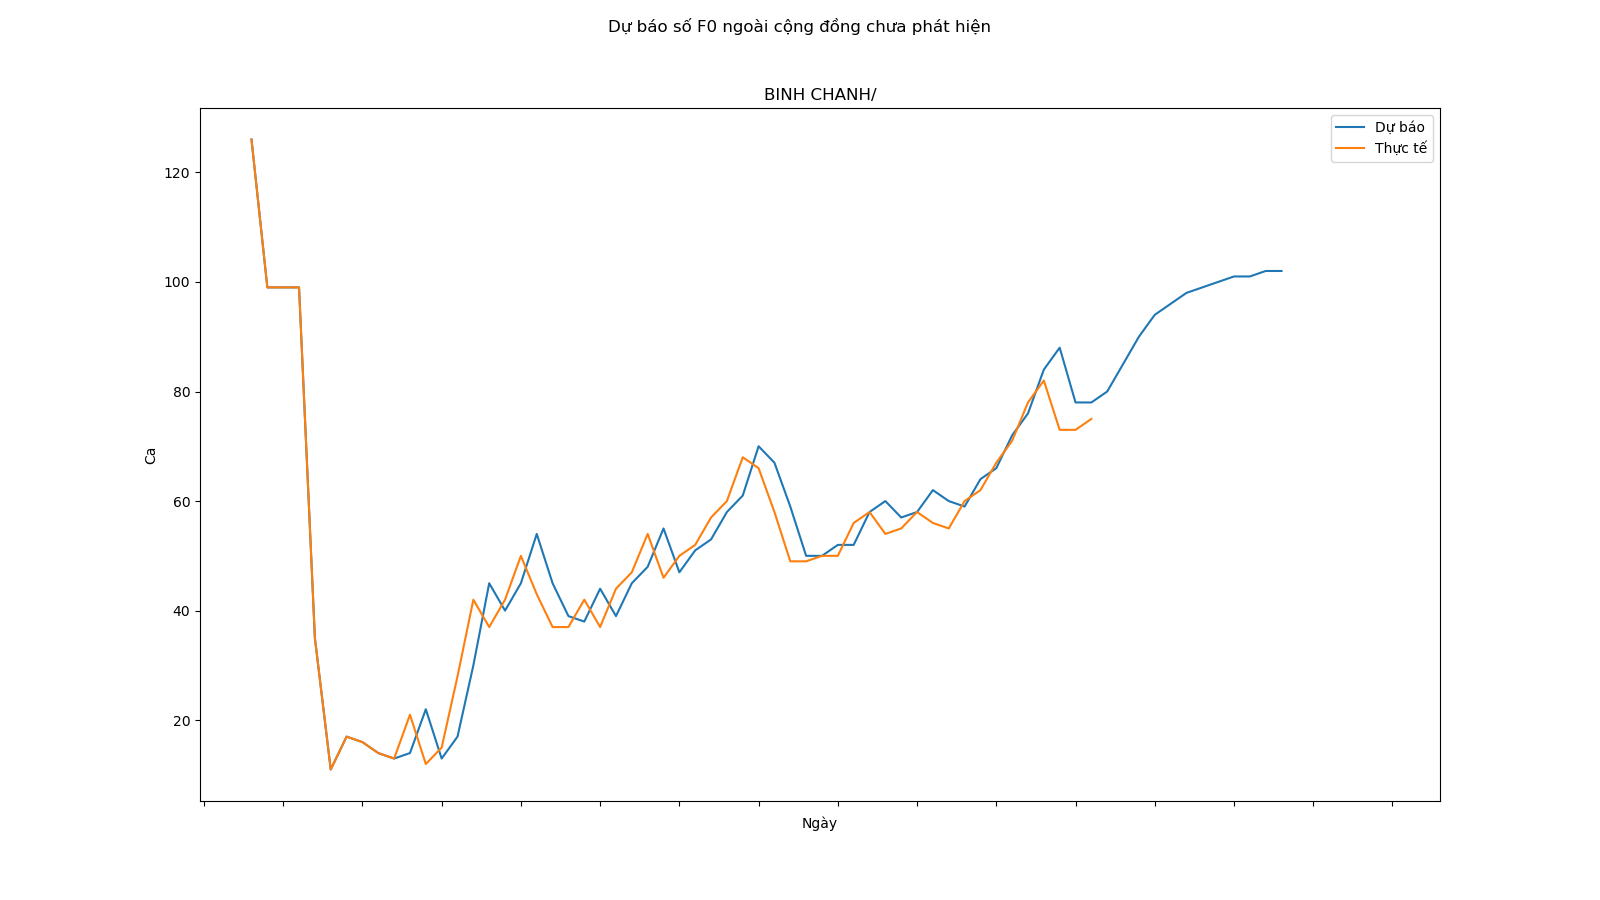 Dự báo số F0 ngoài cộng đồng chưa phát hiện
BINH CHANH/
Dự báo
Thực tế
120
100
80
60
40
20
Ca
Ngày